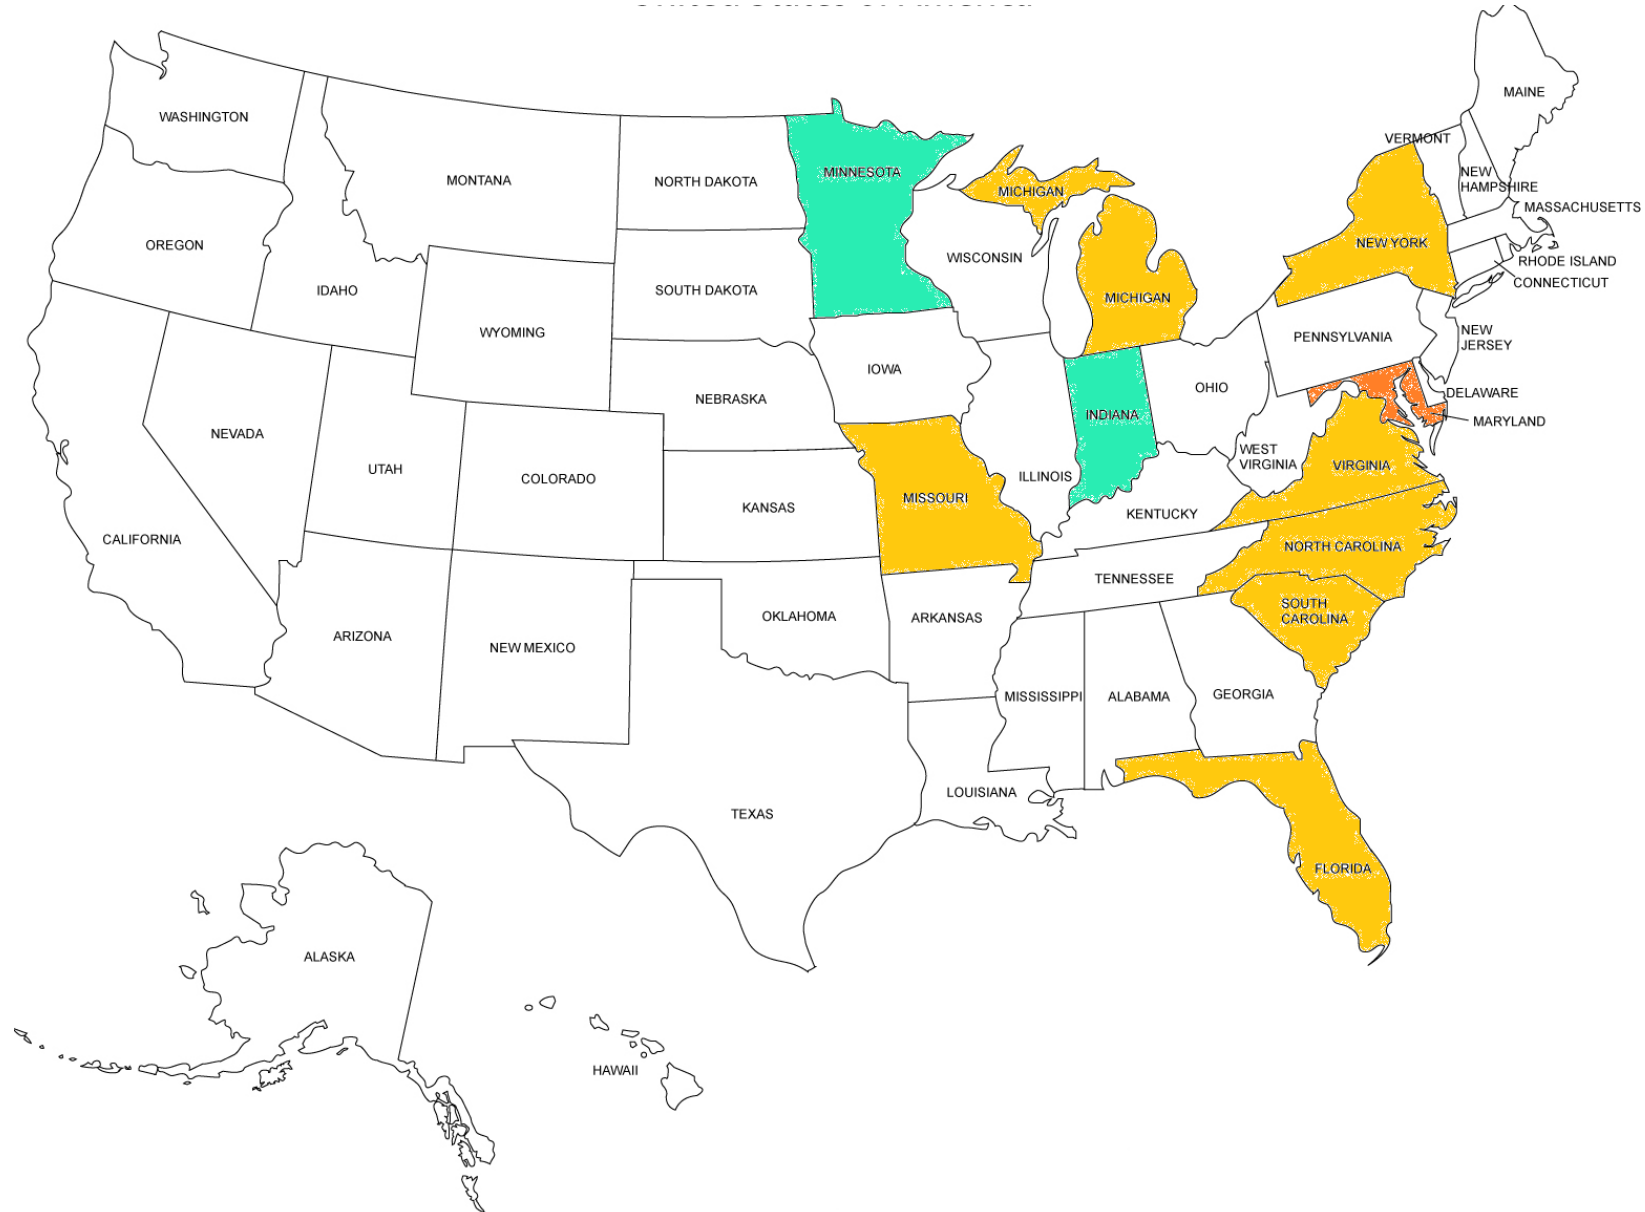 MAINE
WASHINGTON
VERMONT
MONTANA
NORTH DAKOTA
MINNESOTA
MICHIGAN
NEW
HAMPSHIRE
MASSACHUSETTS
OREGON
WISCONSIN
NEW YORK
RHODE ISLAND
CONNECTICUT
IDAHO
SOUTH DAKOTA
MICHIGAN
WYOMING
PENNSYLVANIA
NEW
JERSEY
IOWA
OHIO
NEBRASKA
DELAWARE
INDIANA
MARYLAND
NEVADA
UTAH
COLORADO
ILLINOIS
WEST
VIRGINIA
VIRGINIA
MISSOURI
KANSAS
KENTUCKY
CALIFORNIA
NORTH CAROLINA
TENNESSEE
SOUTH
CAROLINA
OKLAHOMA
ARKANSAS
ARIZONA
NEW MEXICO
MISSISSIPPI
ALABAMA
GEORGIA
LOUISIANA
TEXAS
FLORIDA
ALASKA
HAWAII